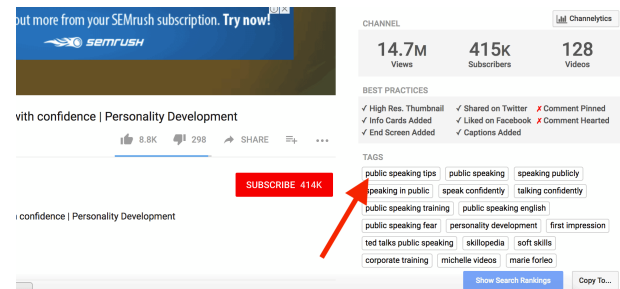 out more from your SEMrush subscription. Try now!
semrush
with confidence | Personality Development
8.8K 298 SHARE
SUBSCRIBE 414K
confidence | Personality Development
CHANNEL
Channelytics
14.7M 415K 128
Views Subscribers Videos
BEST PRACTICES
✓ High Res. Thumbnail ✓ Shared on Twitter ✗ Comment Pinned
✓ Info Cards Added ✓ Liked on Facebook ✗ Comment Hearted
✓ End Screen Added ✓ Captions Added
TAGS
public speaking tips public speaking speaking publicly
speaking in public speak confidently talking confidently
public speaking training public speaking english
public speaking fear personality development first impression
ted talks public speaking skillopedia soft skills
corporate training michelle videos marie forleo
Show Search Rankings Copy To...